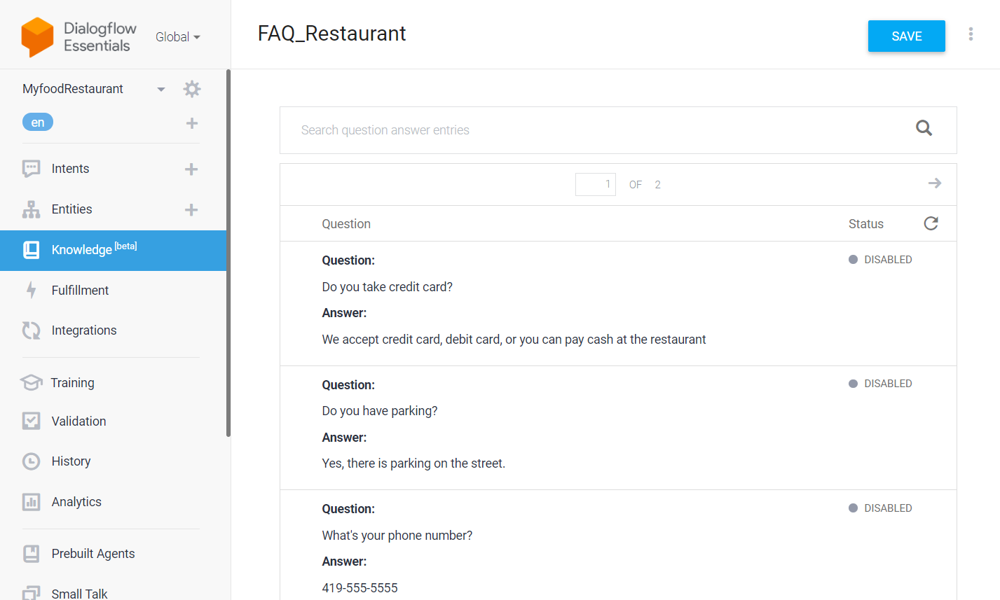 Dialogflow
Essentials
Global
FAQ_Restaurant
SAVE
MyfoodRestaurant
en
Intents
Entities
Knowledge [beta]
Fulfillment
Integrations
Training
Validation
History
Analytics
Prebuilt Agents
Small Talk
Search question answer entries
1 OF 2
Question Status
Question: DISABLED
Do you take credit card?
Answer:
We accept credit card, debit card, or you can pay cash at the restaurant
Question: DISABLED
Do you have parking?
Answer:
Yes, there is parking on the street.
Question: DISABLED
What's your phone number?
Answer:
419-555-5555